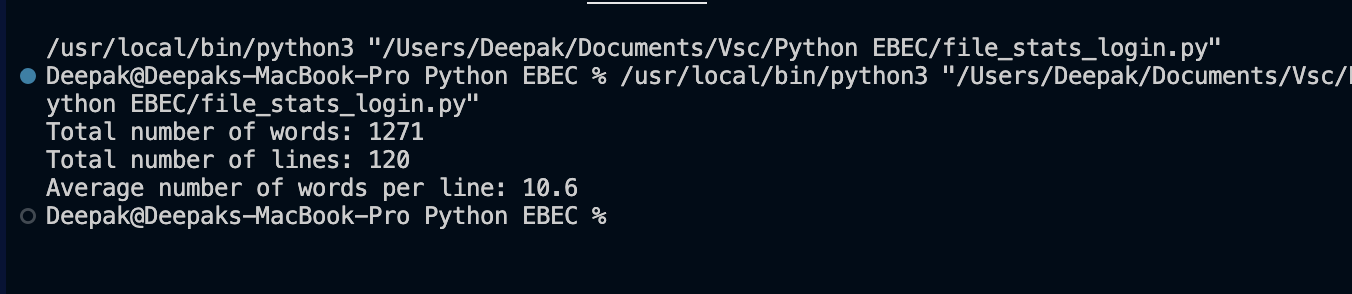 /usr/local/bin/python3 "/Users/Deepak/Documents/Vsc/Python EBEC/file_stats_login.py"
Deepak@Deepaks-MacBook-Pro Python EBEC % /usr/local/bin/python3 "/Users/Deepak/Documents/Vsc/P
ython EBEC/file_stats_login.py"
Total number of words: 1271
Total number of lines: 120
Average number of words per line: 10.6
Deepak@Deepaks-MacBook-Pro Python EBEC %